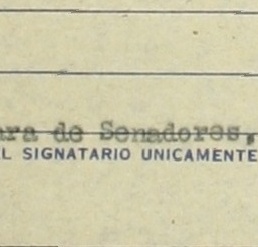 ara de Senadores,
L SIGNATARIO UNICAMENTE